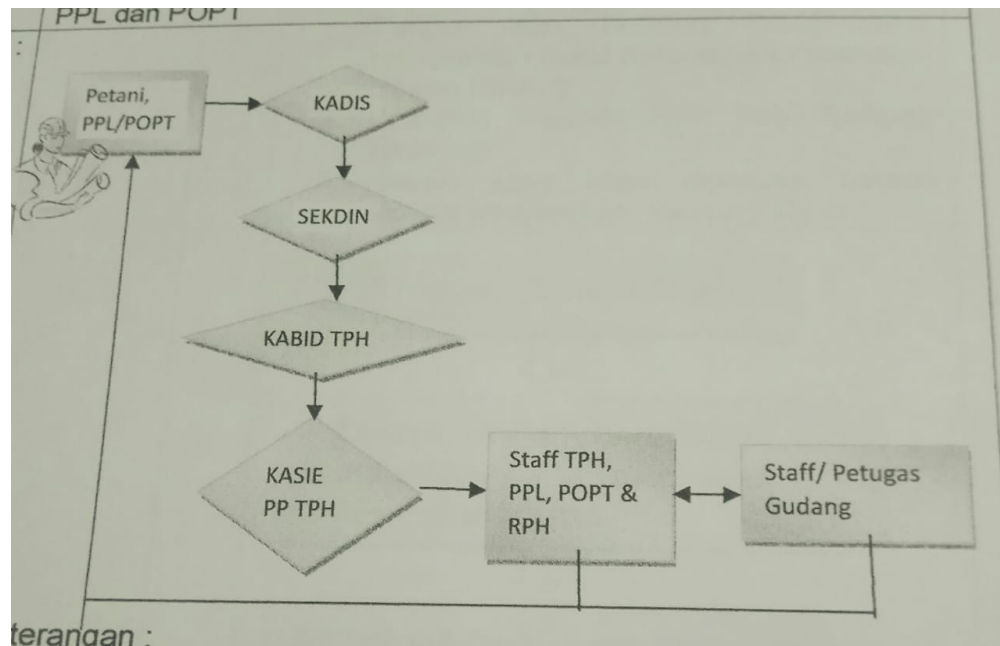 PPL dan POPT
:
Petani,
PPL/POPT
KADIS
SEKDIN
KABID TPH
KASIE
PP TPH
Staff TPH,
PPL, POPT &
RPH
Staff/ Petugas
Gudang
terangan :